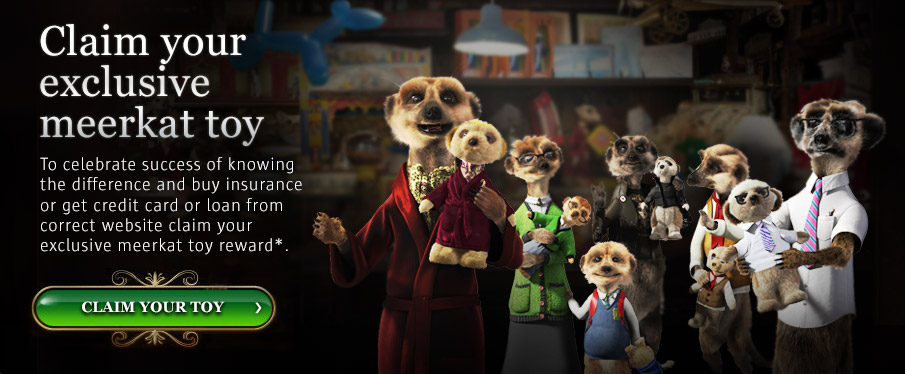 Claim your
exclusive
meerkat toy
To celebrate success of knowing
the difference and buy insurance
or get credit card or loan from
correct website claim your
exclusive meerkat toy reward*.
CLAIM YOUR TOY ›